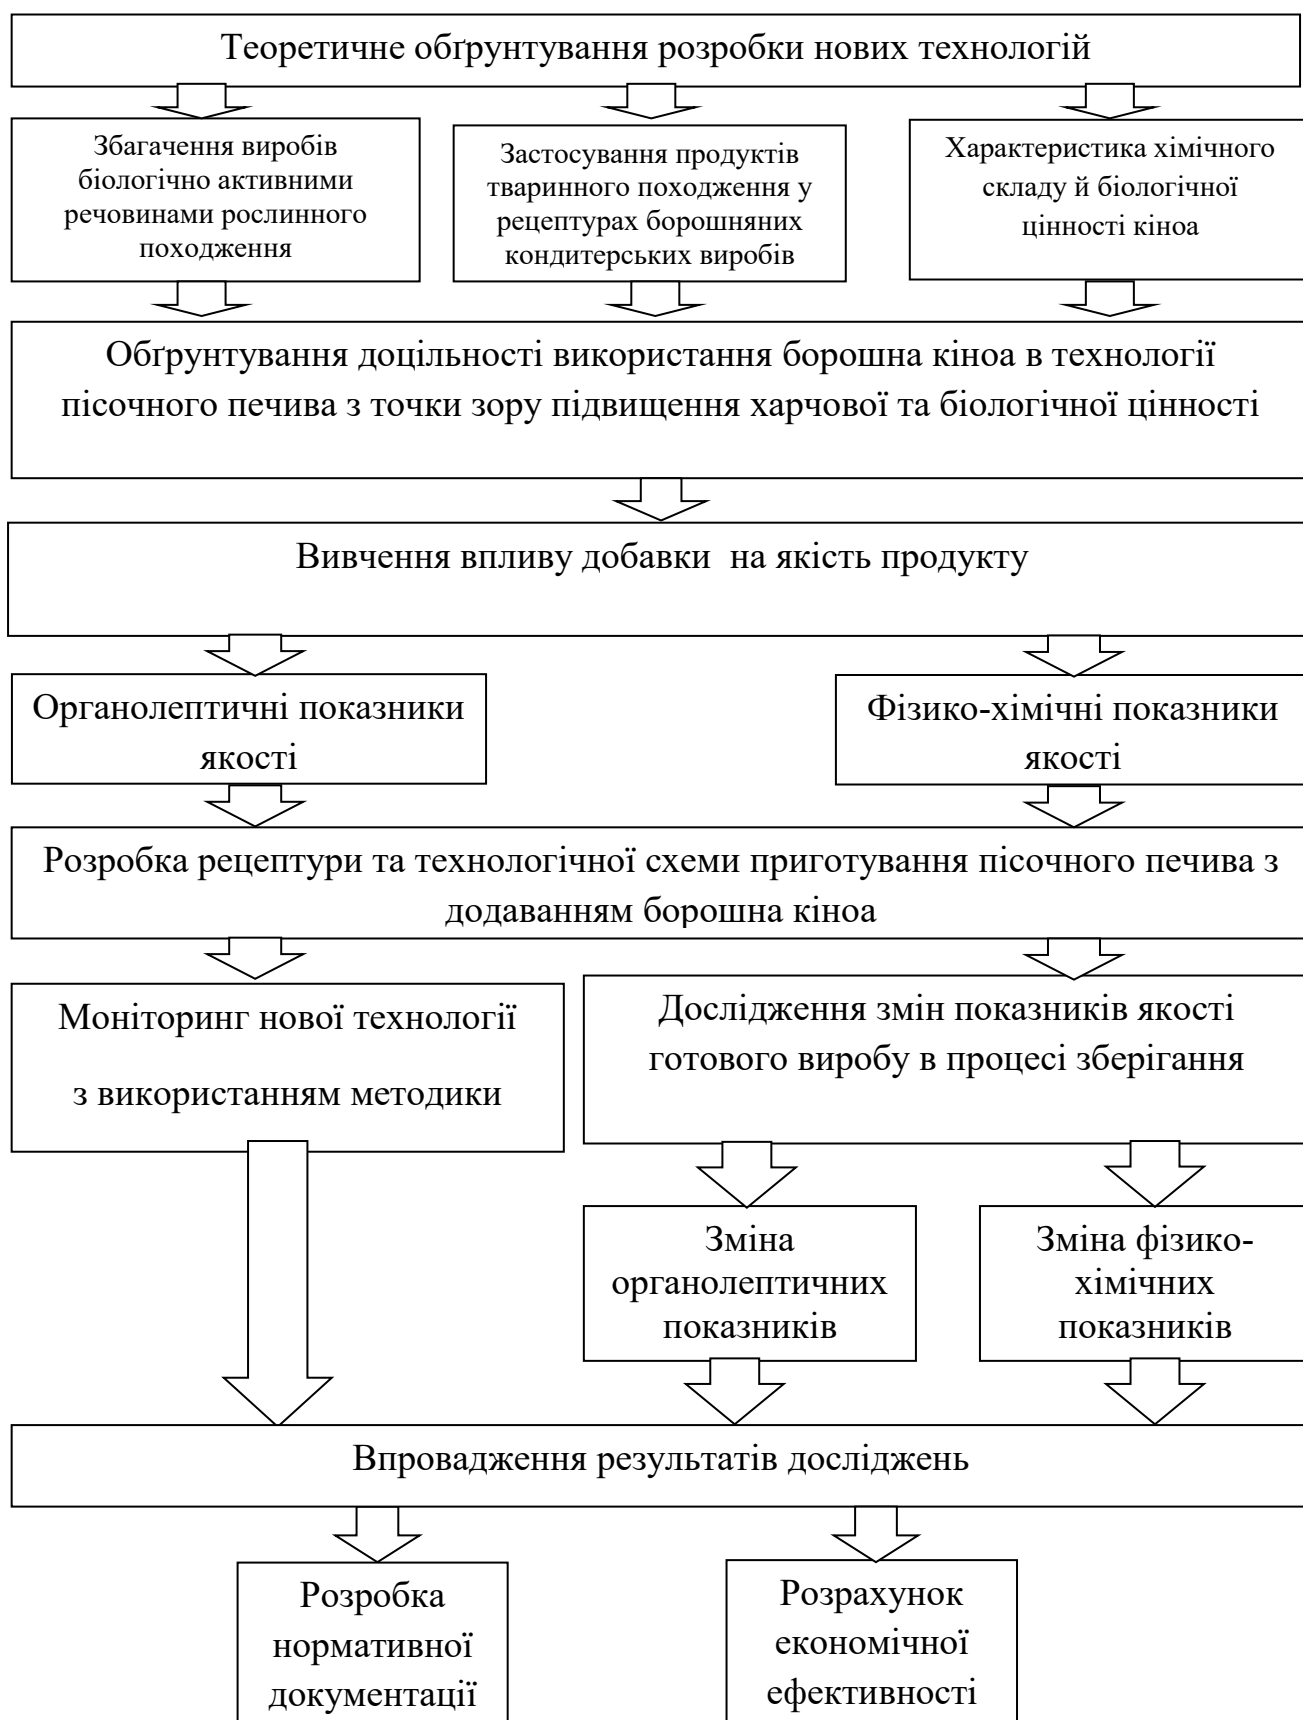 Теоретичне обґрунтування розробки нових технологій
Збагачення виробів
біологічно активними
речовинами рослинного
походження
Застосування продуктів
тваринного походження у
рецептурах борошняних
кондитерських виробів
Характеристика хімічного
складу й біологічної
цінності кіноа
Обґрунтування доцільності використання борошна кіноа в технології
пісочного печива з точки зору підвищення харчової та біологічної цінності
Вивчення впливу добавки на якість продукту
Органолептичні показники
якості
Фізико-хімічні показники
якості
Розробка рецептури та технологічної схеми приготування пісочного печива з
додаванням борошна кіноа
Моніторинг нової технології
з використанням методики
Дослідження змін показників якості
готового виробу в процесі зберігання
Зміна
органолептичних
показників
Зміна фізико-
хімічних
показників
Впровадження результатів досліджень
Розробка
нормативної
документації
Розрахунок
економічної
ефективності